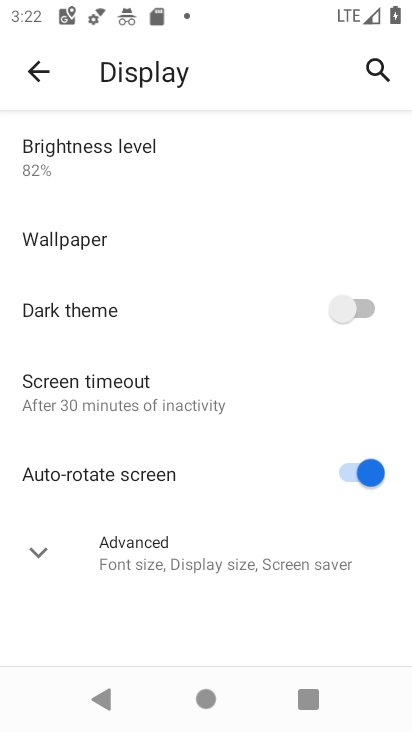 3:22
LTE
Display
Brightness level
82%
Wallpaper
Dark theme
Screen timeout
After 30 minutes of inactivity
Auto-rotate screen
Advanced
Font size, Display size, Screen saver